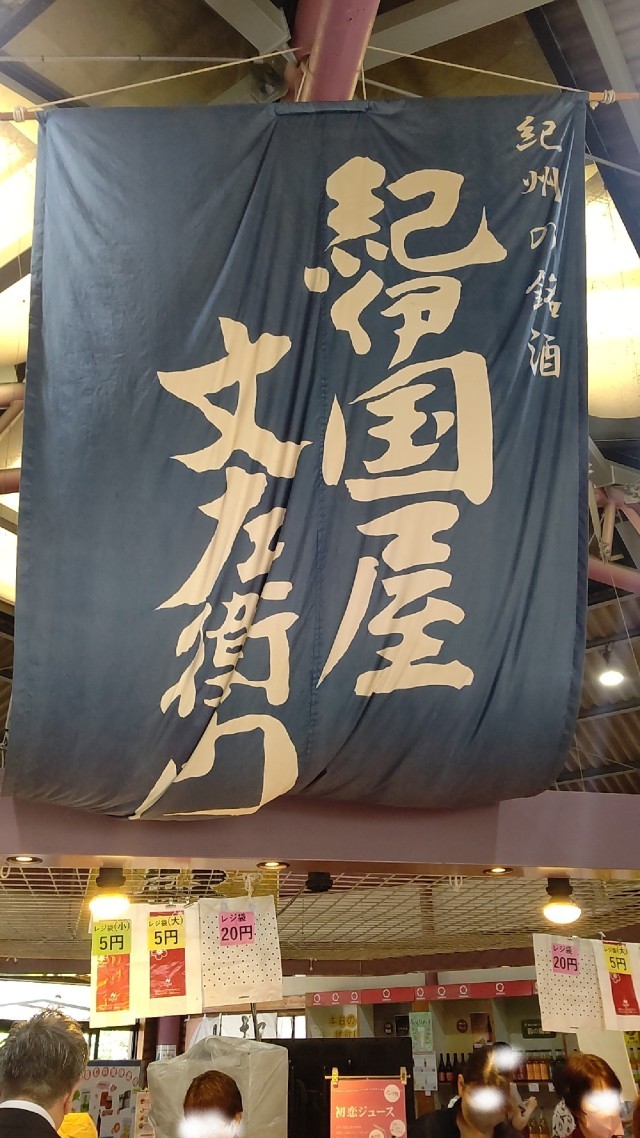 紀州の銘酒
紀伊国屋
文左衛門
レジ袋(小)
5円
レジ袋(大)
5円
レジ袋
20円
レジ袋
20円
レジ袋(大)
5円
初恋ジュース